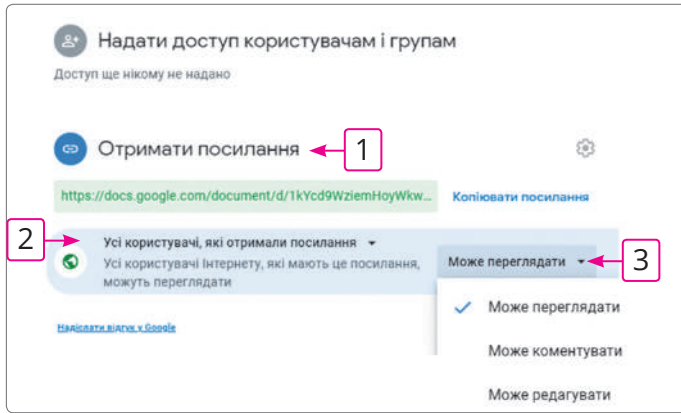 Надати доступ користувачам і групам
Доступ ще нікому не надано
Отримати посилання
1
https://docs.google.com/document/d/1kYcd9WziemHoyWkw...
Копіювати посилання
2
Усі користувачі, які отримали посилання
Усі користувачі Інтернету, які мають це посилання,
можуть переглядати
Може переглядати
3
Надіслати відгук у Google
Може переглядати
Може коментувати
Може редагувати